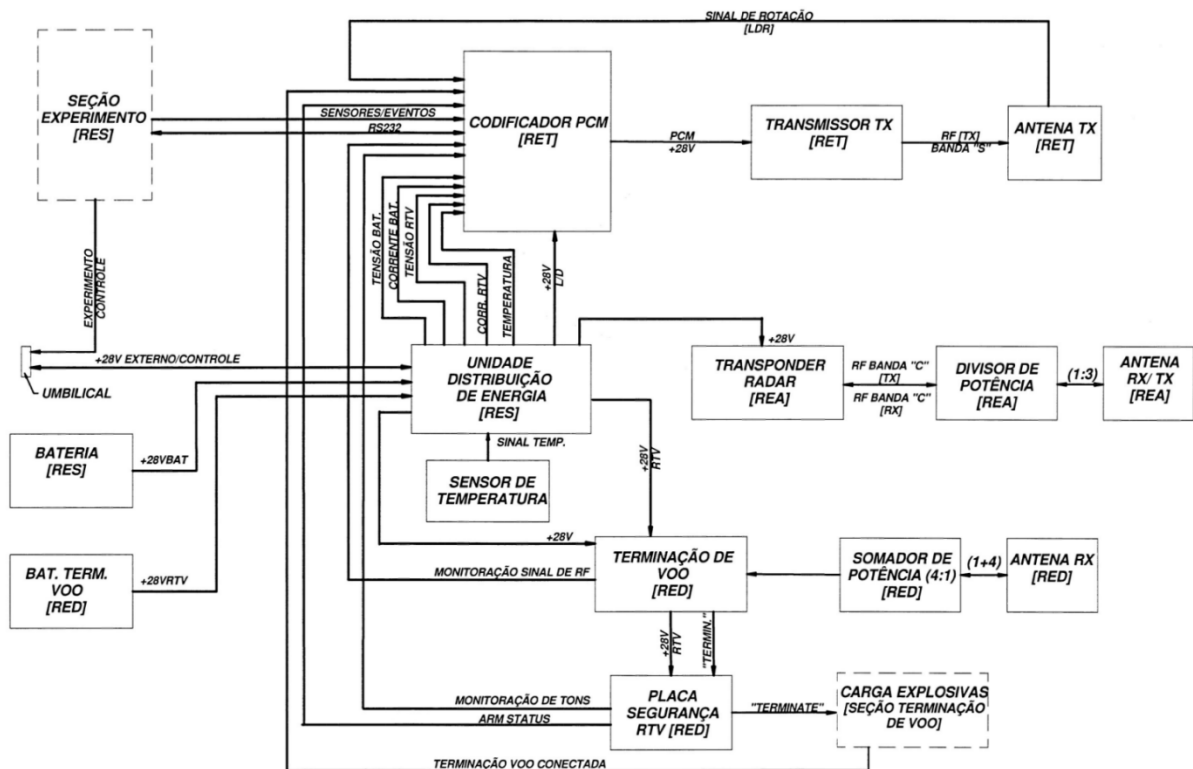 SINAL DE ROTAÇÃO
[LDR]
SEÇÃO
EXPERIMENTO
[RES]
SENSORES/EVENTOS
RS232
CODIFICADOR PCM
[RET]
PCM
+28V
TRANSMISSOR TX
[RET]
RF [TX]
BANDA "S"
ANTENA TX
[RET]
EXPERIMENTO
CONTROLE
TENSÃO BAT.
CORRENTE BAT.
TENSÃO RTV
CORR. RTV
TEMPERATURA
+28V
L/D
+28V EXTERNO/CONTROLE
UMBILICAL
UNIDADE
DISTRIBUIÇÃO
DE ENERGIA
[RES]
+28V
TRANSPONDER
RADAR
[REA]
RF BANDA "C"
[TX]
RF BANDA "C"
[RX]
DIVISOR DE
POTÊNCIA
[REA]
(1:3)
ANTENA
RX/ TX
[REA]
BATERIA
[RES]
+28VBAT
SINAL TEMP.
SENSOR DE
TEMPERATURA
+28V
RTV
BAT. TERM.
VOO
[RED]
+28VRTV
+28V
MONITORAÇÃO SINAL DE RF
TERMINAÇÃO DE
VOO
[RED]
SOMADOR DE
POTÊNCIA (4:1)
[RED]
(1+4)
ANTENA RX
[RED]
+28V
RTV
"TERMIN."
MONITORAÇÃO DE TONS
ARM STATUS
PLACA
SEGURANÇA
RTV [RED]
"TERMINATE"
CARGA EXPLOSIVAS
[SEÇÃO TERMINAÇÃO
DE VOO]
TERMINAÇÃO VOO CONECTADA